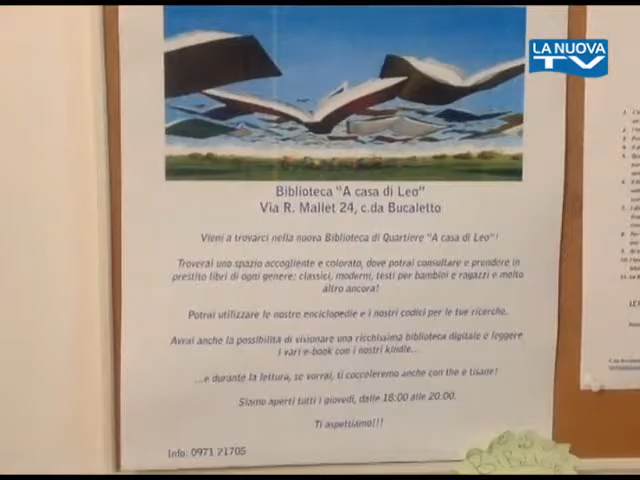 LA NUOVA
TV
Biblioteca "A casa di Leo"
Via R. Mallet 24, c.da Bucaletto
Vieni a trovarci nella nuova Biblioteca di Quartiere "A casa di Leo"!
Troverai uno spazio accogliente e colorato, dove potrai consultare e prendere in
prestito libri di ogni genere: classici, moderni, testi per bambini e ragazzi e molto
altro ancora!
Potrai utilizzare le nostre enciclopedie e i nostri codici per le tue ricerche.
Avrai anche la possibilità di visionare una ricchissima biblioteca digitale e leggere
i vari e-book con i nostri kindle...
...e durante la lettura, se vorrai, ti coccoleremo anche con the e tisane!
Siamo aperti tutti i giovedì, dalle 18:00 alle 20:00.
Ti aspettiamo!!!
Info: 0971 21705